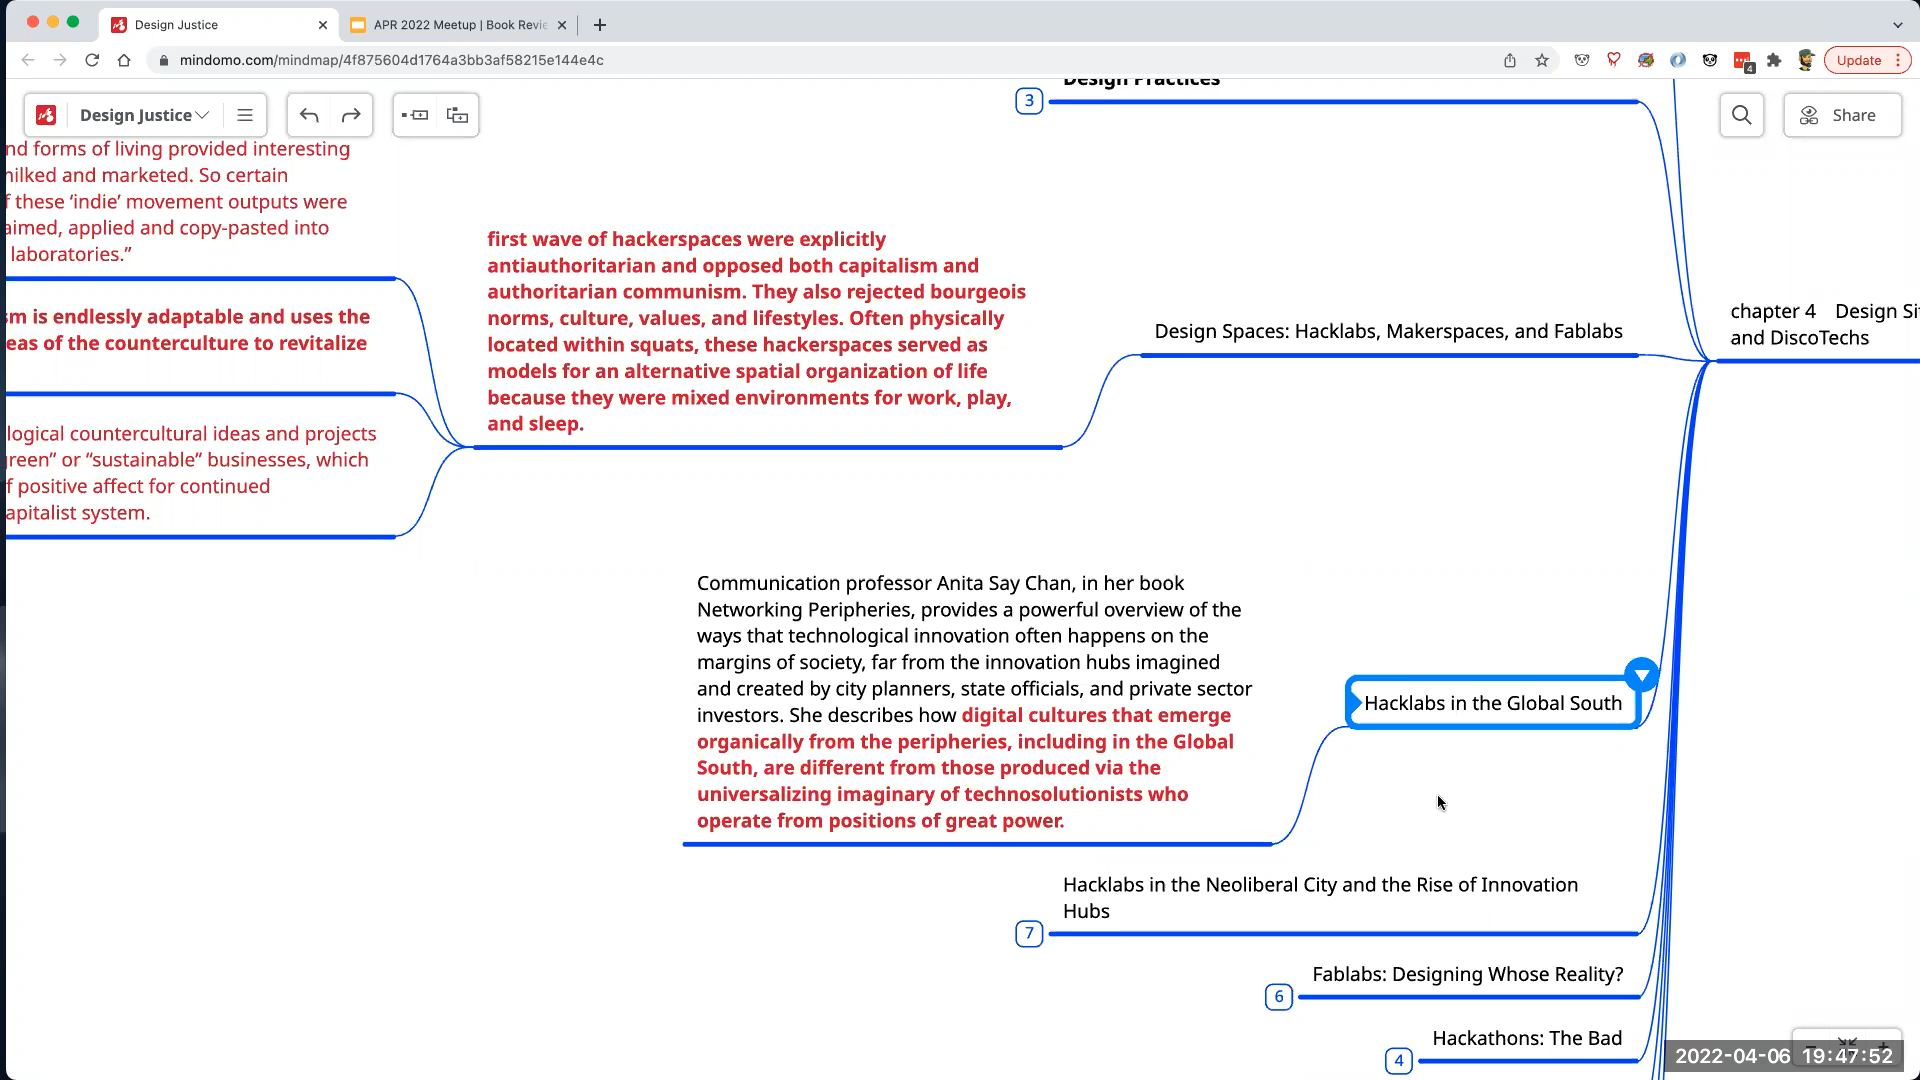 Design Justice
APR 2022 Meetup | Book Revie
mindomo.com/mindmap/4f875604d1764a3bb3af58215e144e4c
4
Update
Design Justice
Share
Design Practices
3
nd forms of living provided interesting
nilked and marketed. So certain
f these ‘indie’ movement outputs were
aimed, applied and copy-pasted into
laboratories.”
sm is endlessly adaptable and uses the
eas of the counterculture to revitalize
logical countercultural ideas and projects
green” or “sustainable” businesses, which
f positive affect for continued
apitalist system.
first wave of hackerspaces were explicitly
antiauthoritarian and opposed both capitalism and
authoritarian communism. They also rejected bourgeois
norms, culture, values, and lifestyles. Often physically
located within squats, these hackerspaces served as
models for an alternative spatial organization of life
because they were mixed environments for work, play,
and sleep.
Design Spaces: Hacklabs, Makerspaces, and Fablabs
chapter 4 Design Sit
and DiscoTechs
Communication professor Anita Say Chan, in her book
Networking Peripheries, provides a powerful overview of the
ways that technological innovation often happens on the
margins of society, far from the innovation hubs imagined
and created by city planners, state officials, and private sector
investors. She describes how digital cultures that emerge
organically from the peripheries, including in the Global
South, are different from those produced via the
universalizing imaginary of technosolutionists who
operate from positions of great power.
Hacklabs in the Global South
Hacklabs in the Neoliberal City and the Rise of Innovation
Hubs
7
Fablabs: Designing Whose Reality?
6
Hackathons: The Bad
4
2022-04-06 19:47:52